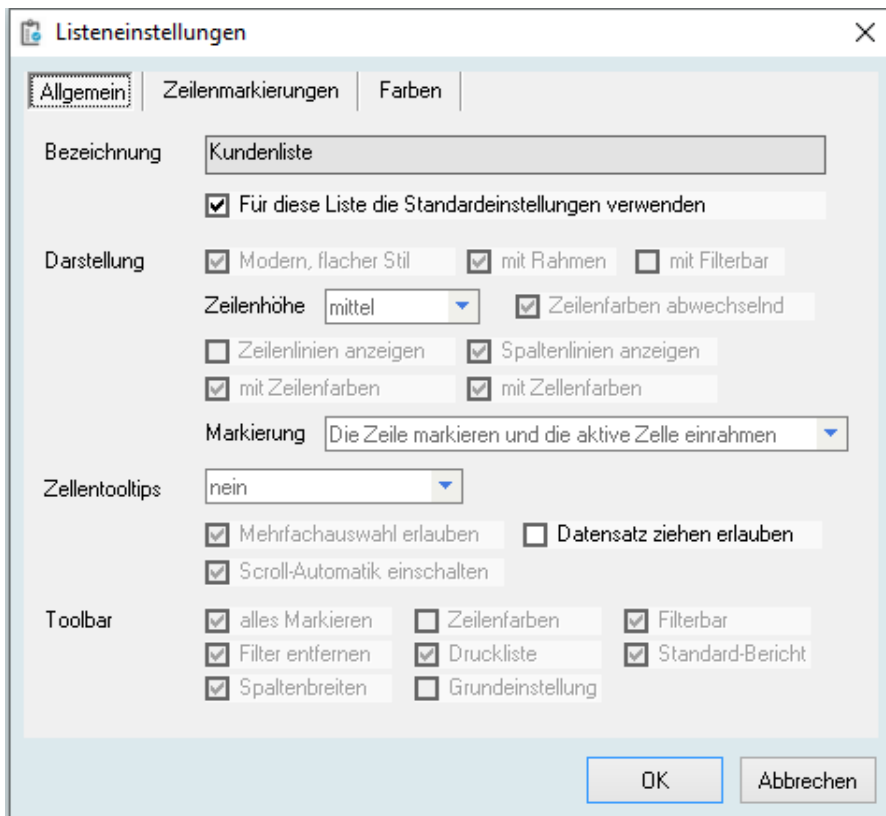 Listeneinstellungen
Allgemein Zeilenmarkierungen Farben
Bezeichnung Kundenliste
Für diese Liste die Standardeinstellungen verwenden
Darstellung Modern, flacher Stil mit Rahmen mit Filterbar
Zeilenhöhe mittel Zeilenfarben abwechselnd
Zeilenlinien anzeigen Spaltenlinien anzeigen
mit Zeilenfarben mit Zellenfarben
Markierung Die Zeile markieren und die aktive Zelle einrahmen
Zellentooltips nein
Mehrfachauswahl erlauben Datensatz ziehen erlauben
Scroll-Automatik einschalten
Toolbar alles Markieren Zeilenfarben Filterbar
Filter entfernen Druckliste Standard-Bericht
Spaltenbreiten Grundeinstellung
OK Abbrechen